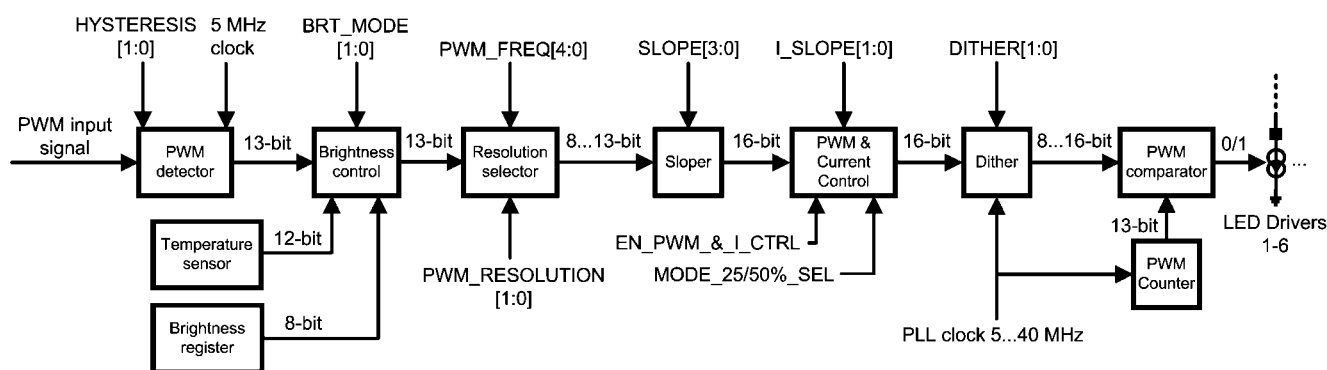 HYSTERESIS
[1:0]
5 MHz
clock
BRT_MODE
[1:0]
PWM_FREQ[4:0]
SLOPE[3:0]
I_SLOPE[1:0]
DITHER[1:0]
PWM input
signal
PWM
detector
13-bit
Brightness
control
13-bit
Resolution
selector
8...13-bit
Sloper
16-bit
PWM &
Current
Control
16-bit
Dither
8...16-bit
PWM
comparator
0/1
...
LED Drivers
1-6
Temperature
sensor
12-bit
Brightness
register
8-bit
PWM_RESOLUTION
[1:0]
EN_PWM_&_I_CTRL
MODE_25/50%_SEL
13-bit
PWM
Counter
PLL clock 5...40 MHz